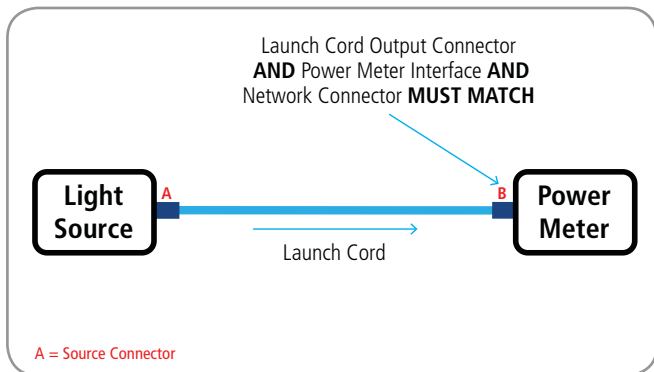 Launch Cord Output Connector
AND Power Meter Interface AND
Network Connector MUST MATCH
Light
Source
A
B
Power
Meter
Launch Cord
A = Source Connector